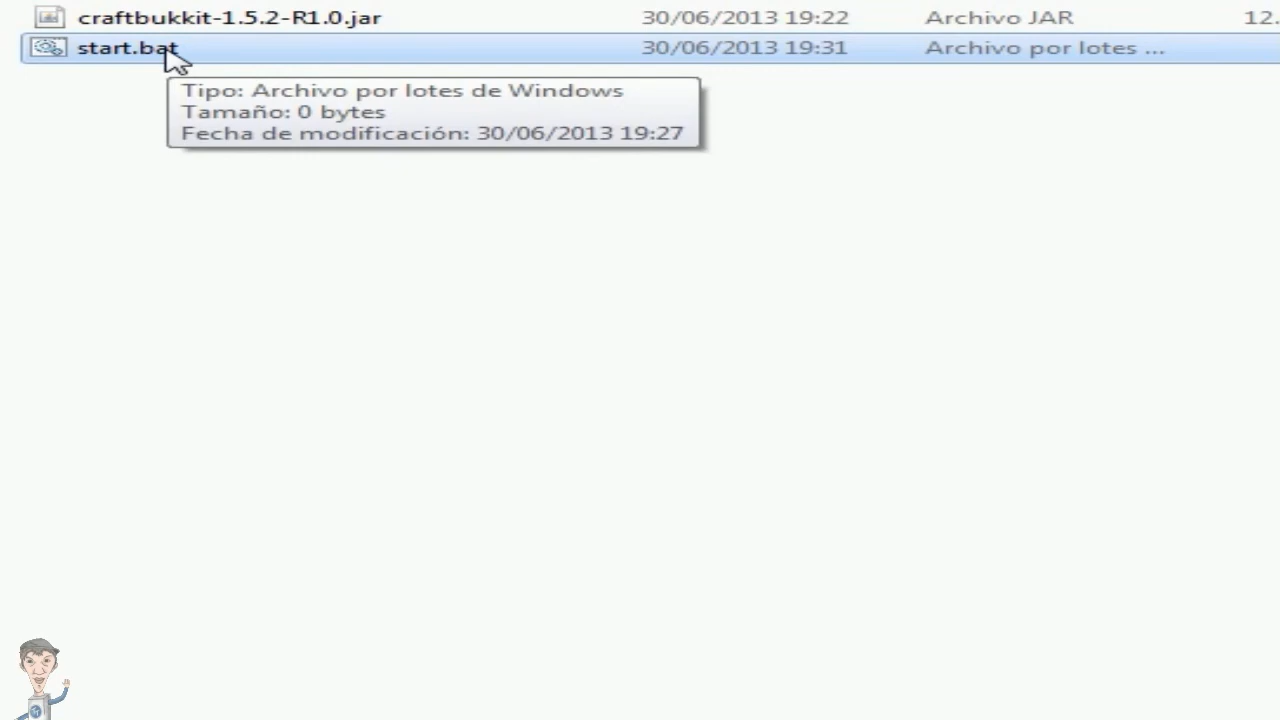 craftbukkit-1.5.2-R1.0.jar 30/06/2013 19:22 Archivo JAR 12.
start.bat 30/06/2013 19:31 Archivo por lotes ...
Tipo: Archivo por lotes de Windows
Tamaño: 0 bytes
Fecha de modificación: 30/06/2013 19:27